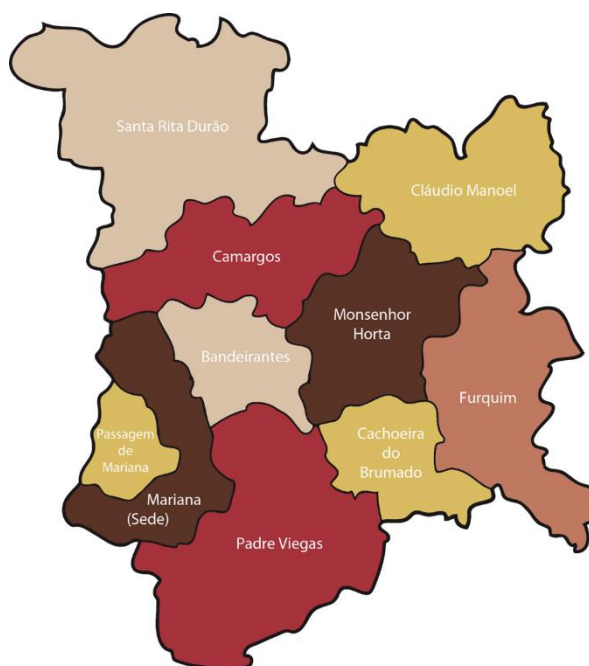 Santa Rita Durão
Cláudio Manoel
Camargos
Monsenhor
Horta
Bandeirantes
Furquim
Passagem
de
Mariana
Cachoeira
do
Brumado
Mariana
(Sede)
Padre Viegas